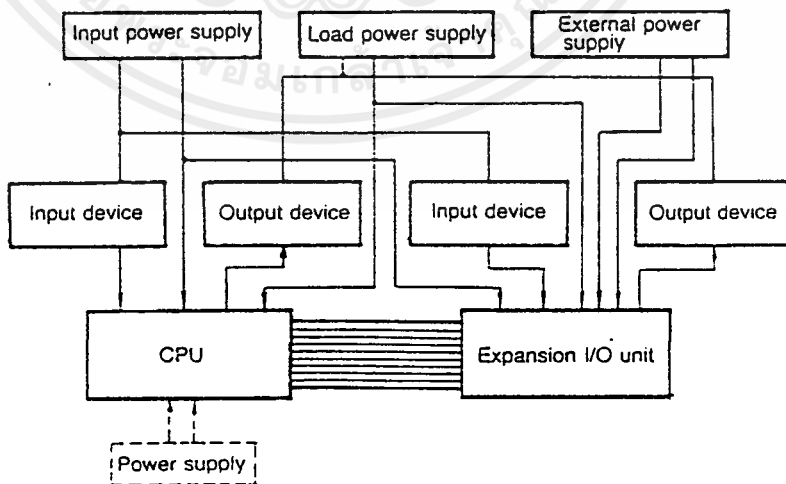 Input power supply
Load power supply
External power
suppiy
Input device
Output device
Input device
Output device
CPU
Expansion I/O unit
Power supply